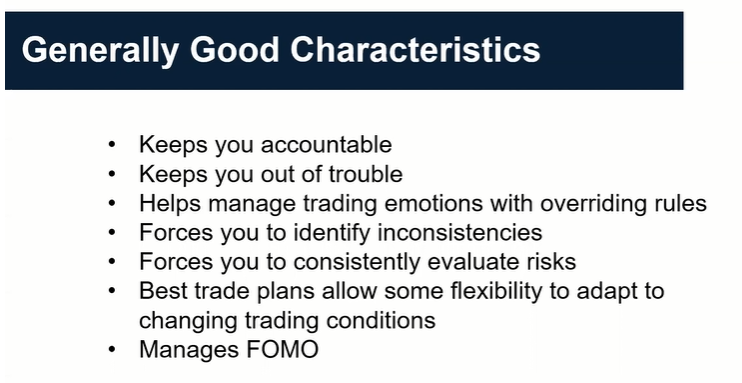 Generally Good Characteristics
• Keeps you accountable
• Keeps you out of trouble
• Helps manage trading emotions with overriding rules
• Forces you to identify inconsistencies
• Forces you to consistently evaluate risks
• Best trade plans allow some flexibility to adapt to
changing trading conditions
• Manages FOMO